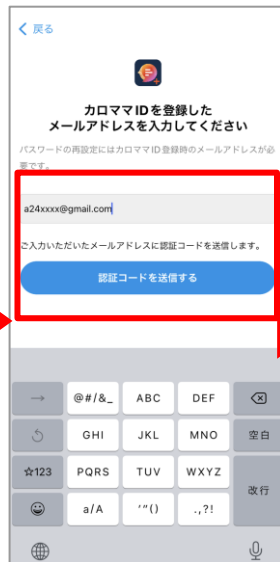 戻る
カロママIDを登録した
メールアドレスを入力してください
パスワードの再設定にはカロママID登録時のメールアドレスが必
要です。
a24xxxx@gmail.com
ご入力いただいたメールアドレスに認証コードを送信します。
認証コードを送信する
→ @#/&_ ABC DEF
GHI JKL MNO 空白
☆123 PQRS TUV WXYZ
改行
a/A '"() .,?!